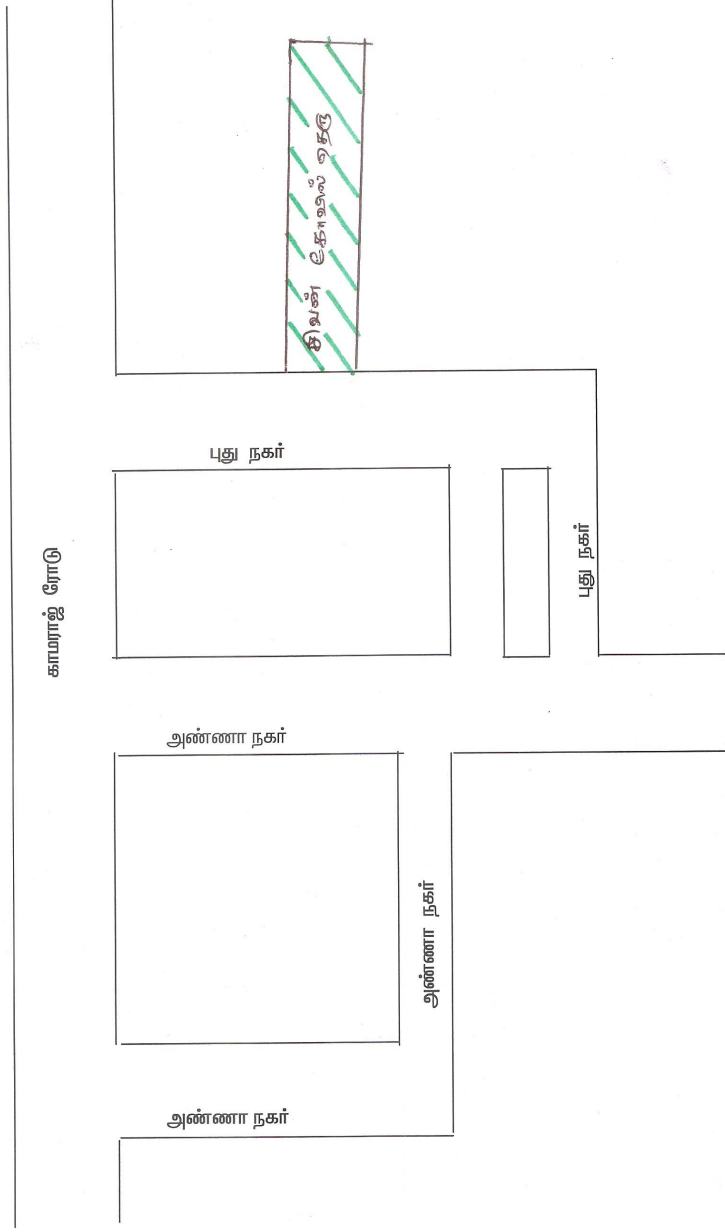 சிவன் கோவில் தெரு
புது நகர்
காமராஜ் ரோடு
புது நகர்
அண்ணா நகர்
அண்ணா நகர்
அண்ணா நகர்